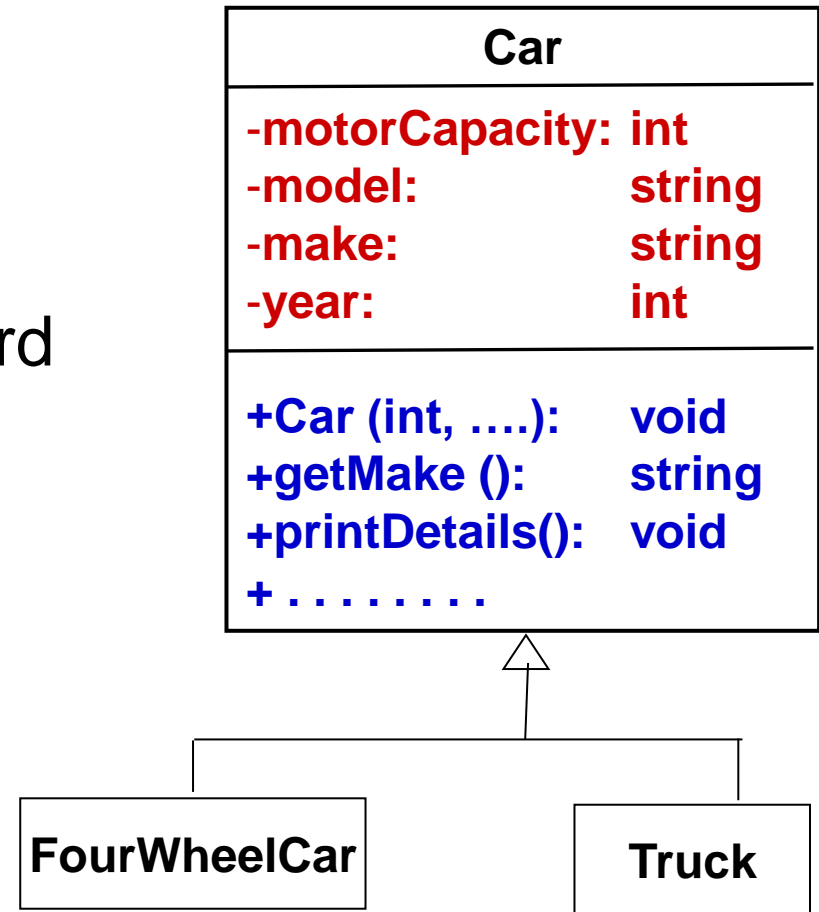 Car
-motorCapacity: int
-model: string
-make: string
-year: int
rd
+Car (int, ….): void
+getMake (): string
+printDetails(): void
+ . . . . . . . .
FourWheelCar
Truck